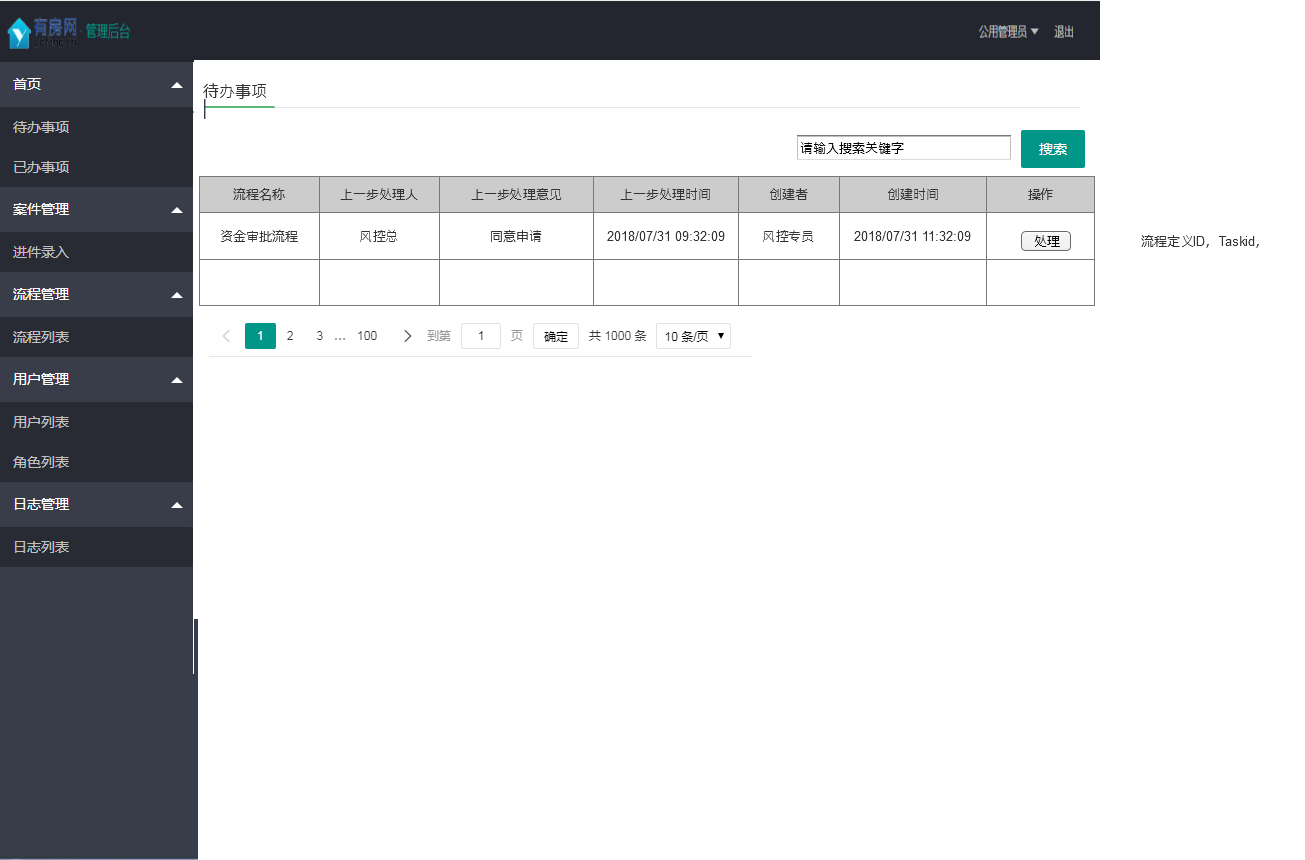 有房网 管理后台
公用管理员 退出
首页
待办事项
已办事项
案件管理
进件录入
流程管理
流程列表
用户管理
用户列表
角色列表
日志管理
日志列表
待办事项
请输入搜索关键字 搜索
流程名称 上一步处理人 上一步处理意见 上一步处理时间 创建者 创建时间 操作
资金审批流程 风控总 同意申请 2018/07/31 09:32:09 风控专员 2018/07/31 11:32:09 处理
流程定义ID，Taskid，
1 2 3 … 100 到第 1 页 确定 共 1000 条 10 条/页